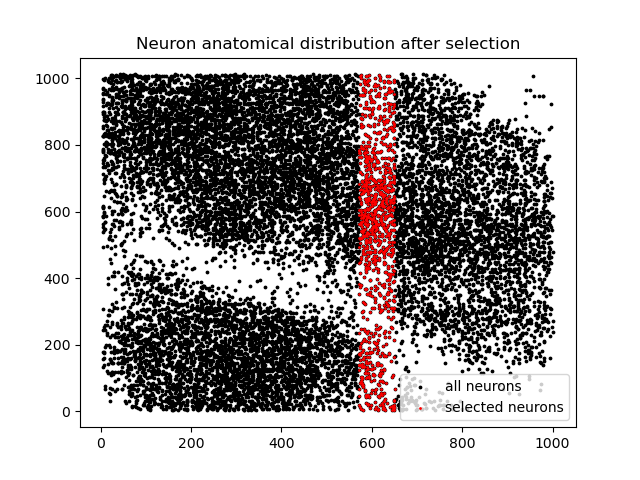 Neuron anatomical distribution after selection
1000
800
600
400
200
0
all neurons
selected neurons
0 200 400 600 800 1000